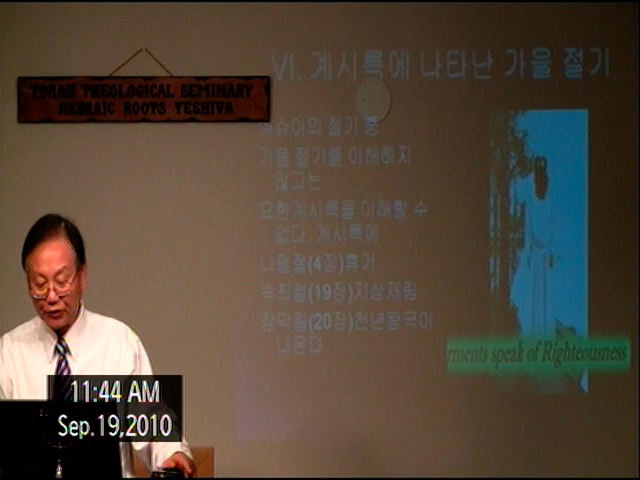 TORAH THEOLOGICAL SEMINARY
HEBRAIC ROOTS YESHIVA
VI. 계시록에 나타난 가을 절기
예슈아의 절기 중
가을 절기를 이해하지
않고는
요한계시록을 이해할 수
없다. 계시록에
나팔절(4장)휴거
속죄절(19장)지상재림
장막절(20장)천년왕국이
나온다
rments speak of Righteousness
11:44 AM
Sep.19,2010